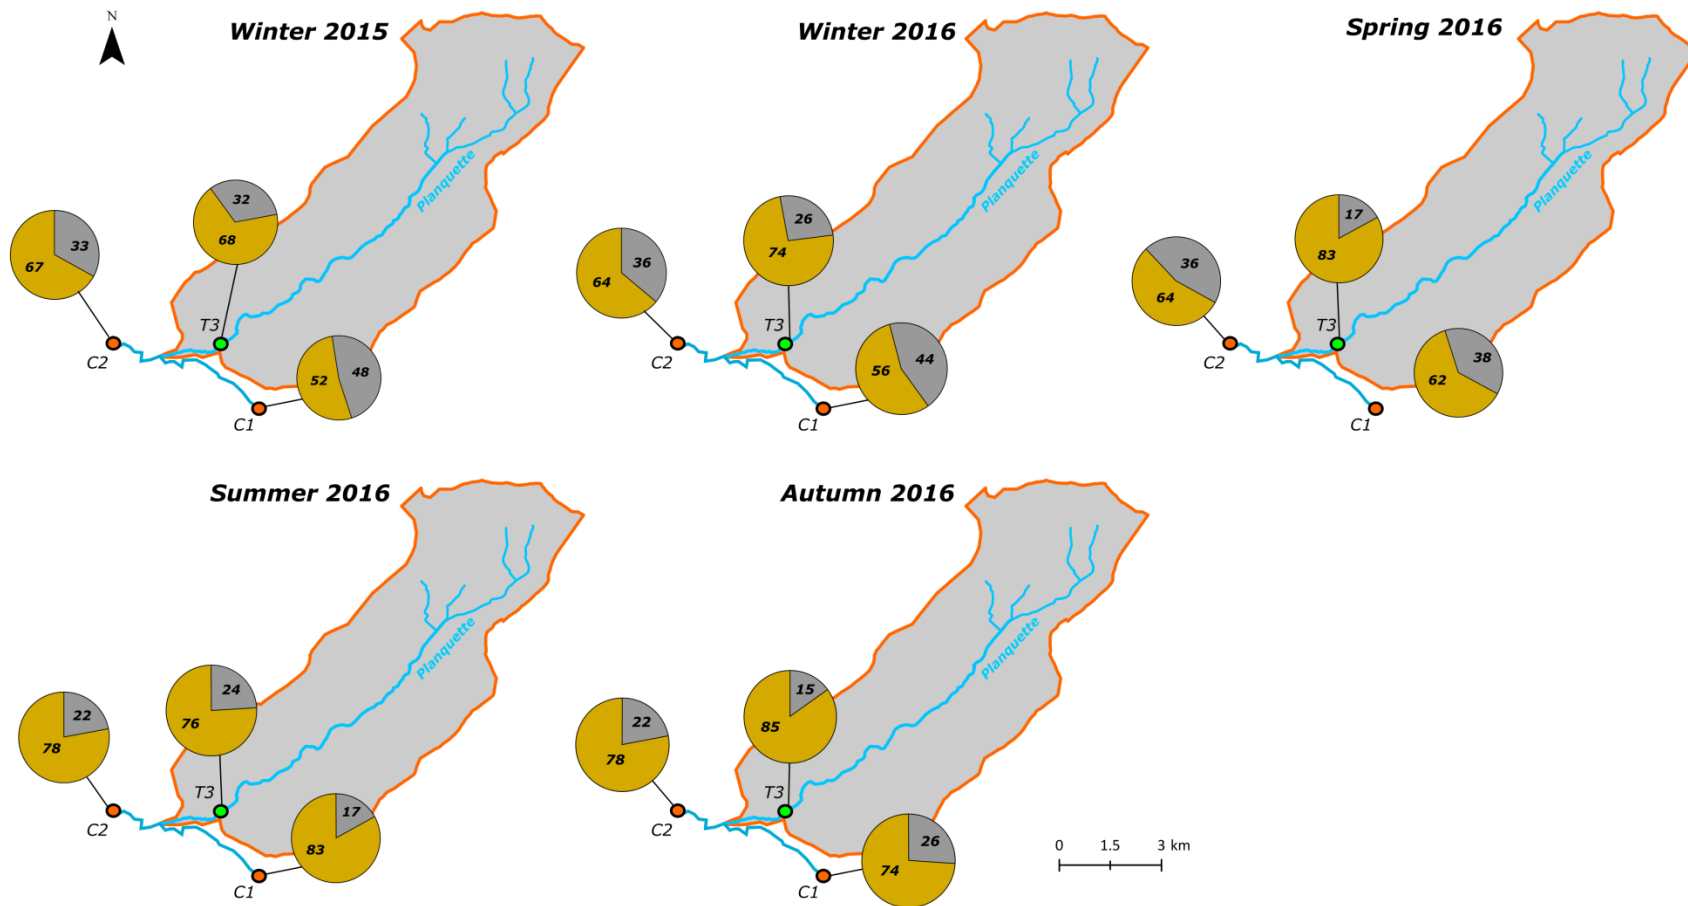 N
Winter 2015
32
68
33
67
Planquette
T3
C2
52
48
C1
Winter 2016
26
74
36
64
Planquette
T3
C2
56
44
C1
Spring 2016
17
83
36
64
Planquette
T3
C2
62
38
C1
Summer 2016
24
76
22
78
Planquette
T3
C2
17
83
C1
Autumn 2016
15
85
22
78
Planquette
T3
C2
26
74
C1
0 1.5 3 km